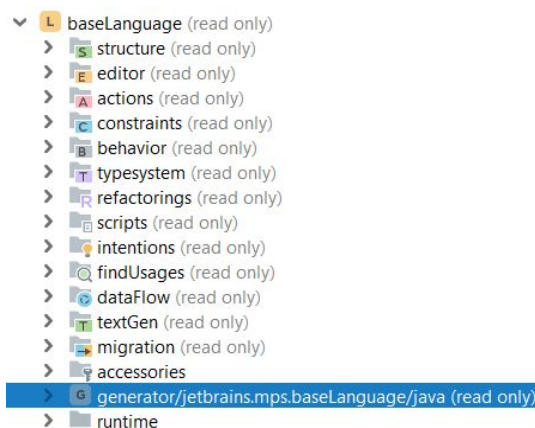 L baseLanguage (read only)
S structure (read only)
E editor (read only)
A actions (read only)
C constraints (read only)
B behavior (read only)
T typesystem (read only)
R refactorings (read only)
scripts (read only)
intentions (read only)
findUsages (read only)
dataFlow (read only)
T textGen (read only)
migration (read only)
accessories
G generator/jetbrains.mps.baseLanguage/java (read only)
runtime